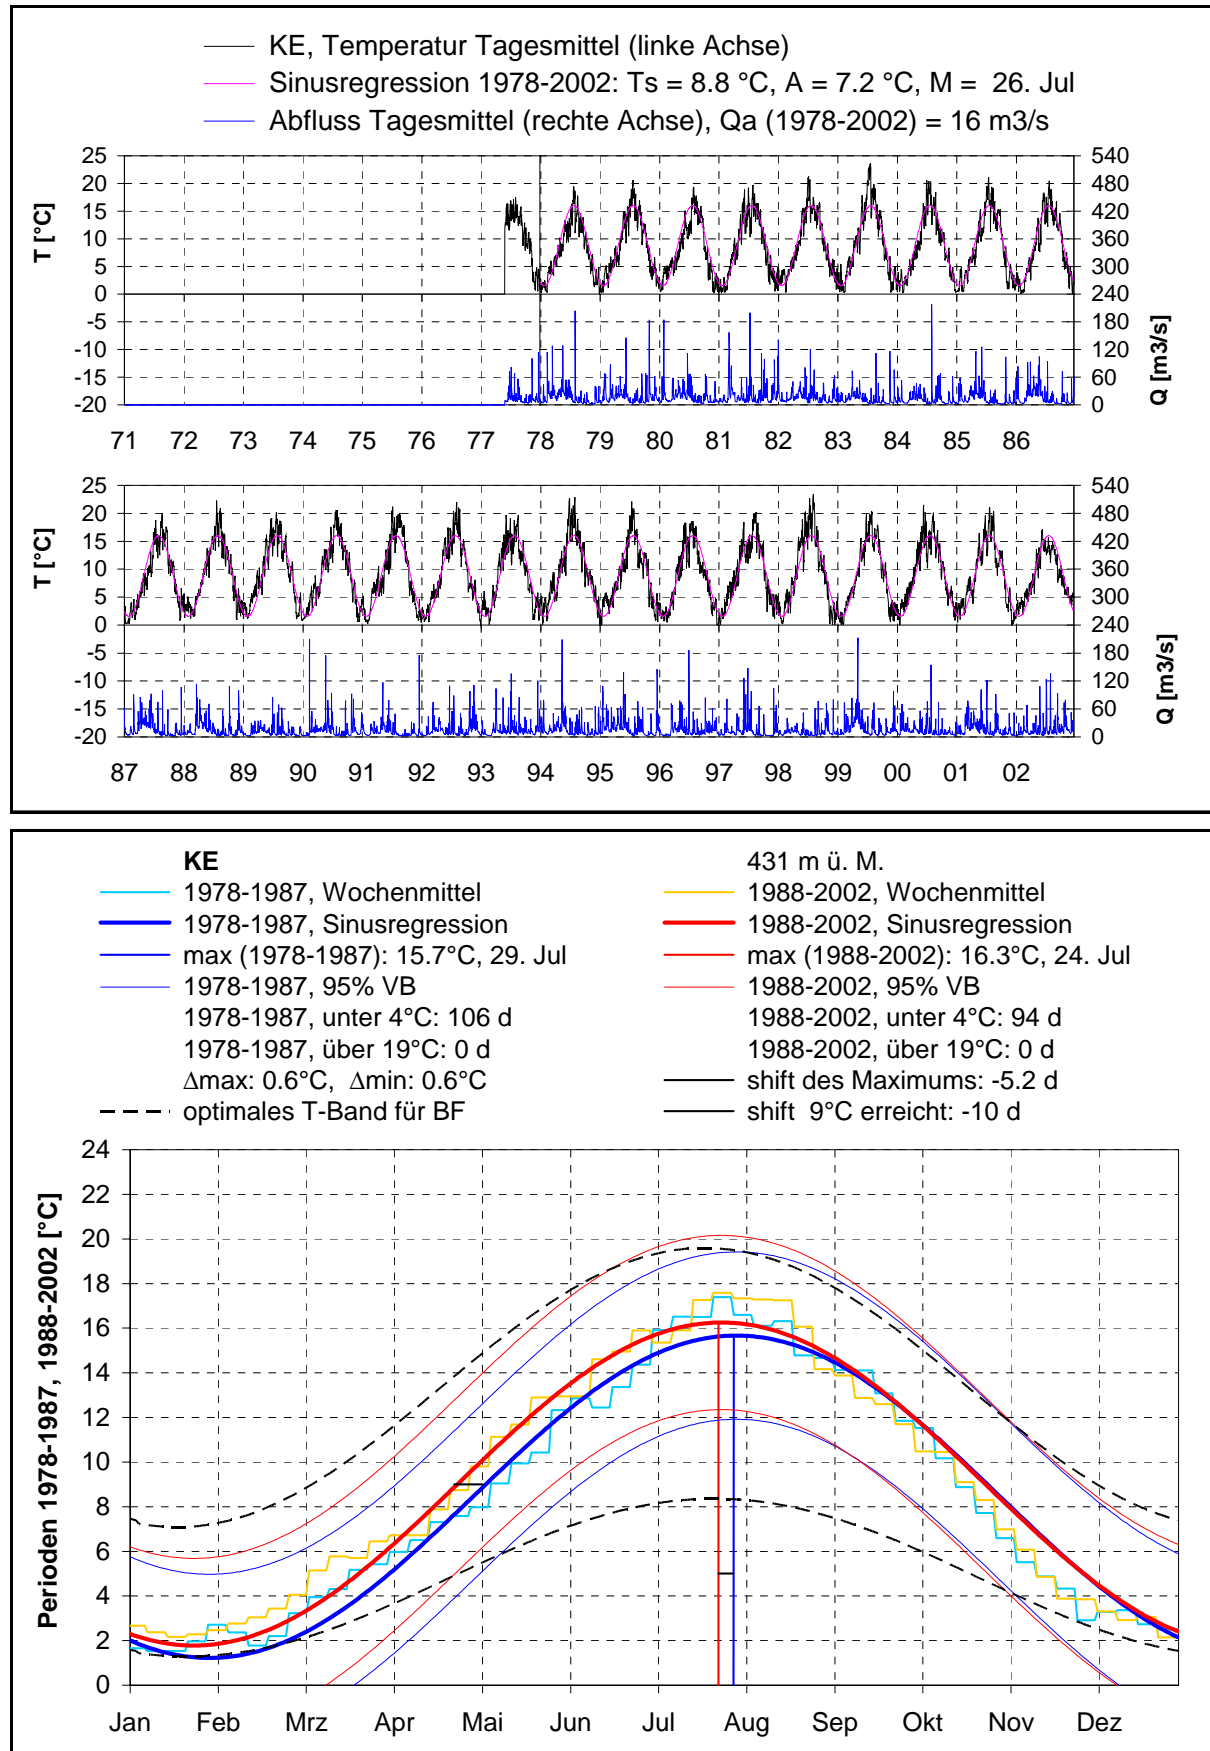 KE, Temperatur Tagesmittel (linke Achse)
Sinusregression 1978-2002: Ts = 8.8 °C, A = 7.2 °C, M =  26. Jul
Abfluss Tagesmittel (rechte Achse), Qa (1978-2002) = 16 m3/s
T [°C]
25
20
15
10
5
0
-5
-10
-15
-20
540
480
420
360
300
240
180
120
60
0
Q [m3/s]
71 72 73 74 75 76 77 78 79 80 81 82 83 84 85 86
T [°C]
25
20
15
10
5
0
-5
-10
-15
-20
540
480
420
360
300
240
180
120
60
0
Q [m3/s]
87 88 89 90 91 92 93 94 95 96 97 98 99 00 01 02
KE
1978-1987, Wochenmittel
1978-1987, Sinusregression
max (1978-1987): 15.7°C, 29. Jul
1978-1987, 95% VB
1978-1987, unter 4°C: 106 d
1978-1987, über 19°C: 0 d
Δmax: 0.6°C,  Δmin: 0.6°C
optimales T-Band für BF
431 m ü. M.
1988-2002, Wochenmittel
1988-2002, Sinusregression
max (1988-2002): 16.3°C, 24. Jul
1988-2002, 95% VB
1988-2002, unter 4°C: 94 d
1988-2002, über 19°C: 0 d
shift des Maximums: -5.2 d
shift  9°C erreicht: -10 d
Perioden 1978-1987, 1988-2002 [°C]
24
22
20
18
16
14
12
10
8
6
4
2
0
Jan Feb Mrz Apr Mai Jun Jul Aug Sep Okt Nov Dez